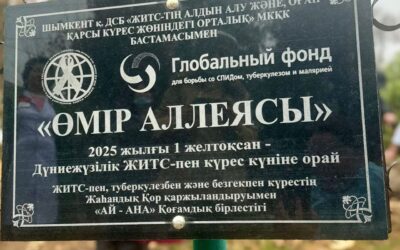 ШЫМКЕНТ қ. ДСБ «ЖИТС-ТІҢ АЛДЫН АЛУ ЖӘНЕ, ОҒАН
ҚАРСЫ КҮРЕС ЖӨНІНДЕГІ ОРТАЛЫҚ» МКҚК
БАСТАМАСЫМЕН
Глобальный фонд
для борьбы со СПИДом, туберкулезом и малярией
«ӨМІР АЛЛЕЯСЫ»
2025 жылғы 1 желтоқсан -
Дүниежүзілік ЖИТС-пен күрес күніне орай
ЖИТС-пен, туберкулезбен және безгекпен күрестің
Жаһандық Қор қаржыландыруымен
«АЙ - АНА» Қоғамдық бірлестігі